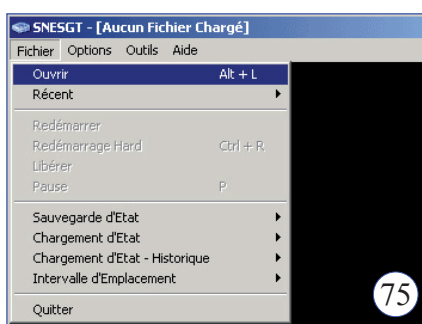 SNESGT - [Aucun Fichier Chargé]
Fichier Options Outils Aide
Ouvrir Alt + L
Récent
Redémarrer
Redémarrage Hard Ctrl + R
Libérer
Pause P
Sauvegarde d'Etat
Chargement d'Etat
Chargement d'Etat - Historique
Intervalle d'Emplacement
Quitter
75